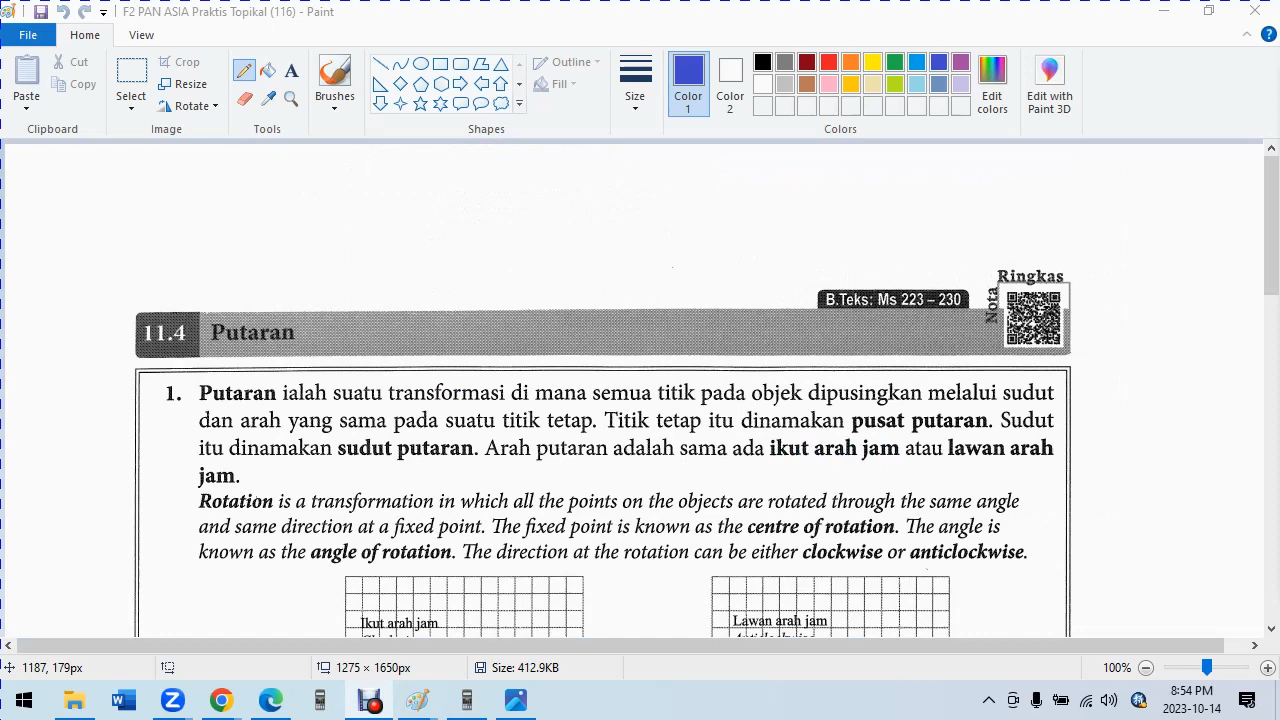 F2 PAN ASIA Praktis Topikal (116) - Paint
File Home View
Paste
Cut
Copy
Clipboard
Select
Crop
Resize
Rotate
Image
A
Tools
Brushes
Outline
Fill
Shapes
Size
Color 1
Color 2
Edit colors
Colors
Edit with Paint 3D
Nota Ringkas
B.Teks: Ms 223 – 230
11.4 Putaran
1. Putaran ialah suatu transformasi di mana semua titik pada objek dipusingkan melalui sudut
dan arah yang sama pada suatu titik tetap. Titik tetap itu dinamakan pusat putaran. Sudut
itu dinamakan sudut putaran. Arah putaran adalah sama ada ikut arah jam atau lawan arah
jam.
Rotation is a transformation in which all the points on the objects are rotated through the same angle
and same direction at a fixed point. The fixed point is known as the centre of rotation. The angle is
known as the angle of rotation. The direction at the rotation can be either clockwise or anticlockwise.
Ikut arah jam
Lawan arah jam
1187, 179px
1275 × 1650px
Size: 412.9KB
100%
8:54 PM
2023-10-14